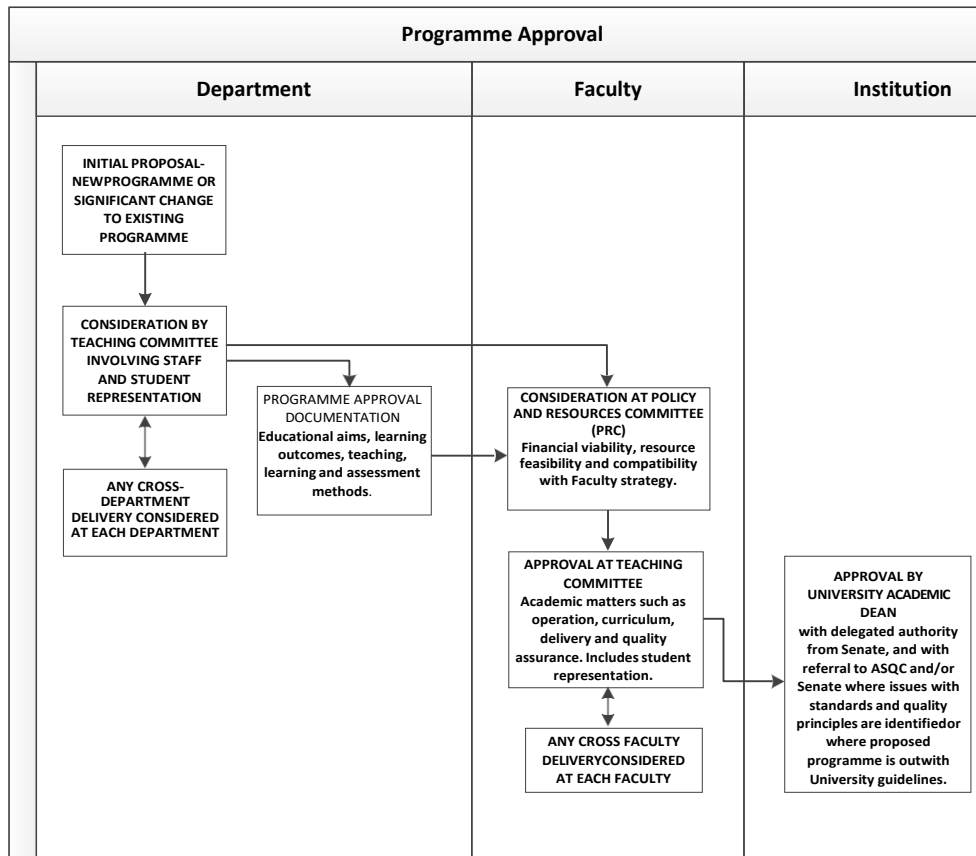 Programme Approval
Department
Faculty
Institution
INITIAL PROPOSAL-
NEWPROGRAMME OR
SIGNIFICANT CHANGE
TO EXISTING
PROGRAMME
CONSIDERATION BY
TEACHING COMMITTEE
INVOLVING STAFF
AND STUDENT
REPRESENTATION
ANY CROSS-
DEPARTMENT
DELIVERY CONSIDERED
AT EACH DEPARTMENT
PROGRAMME APPROVAL
DOCUMENTATION
Educational aims, learning
outcomes, teaching,
learning and assessment
methods.
CONSIDERATION AT POLICY
AND RESOURCES COMMITTEE
(PRC)
Financial viability, resource
feasibility and compatibility
with Faculty strategy.
APPROVAL AT TEACHING
COMMITTEE
Academic matters such as
operation, curriculum,
delivery and quality
assurance. Includes student
representation.
ANY CROSS FACULTY
DELIVERYCONSIDERED
AT EACH FACULTY
APPROVAL BY
UNIVERSITY ACADEMIC
DEAN
with delegated authority
from Senate, and with
referral to ASQC and/or
Senate where issues with
standards and quality
principles are identifiedor
where proposed
programme is outwith
University guidelines.